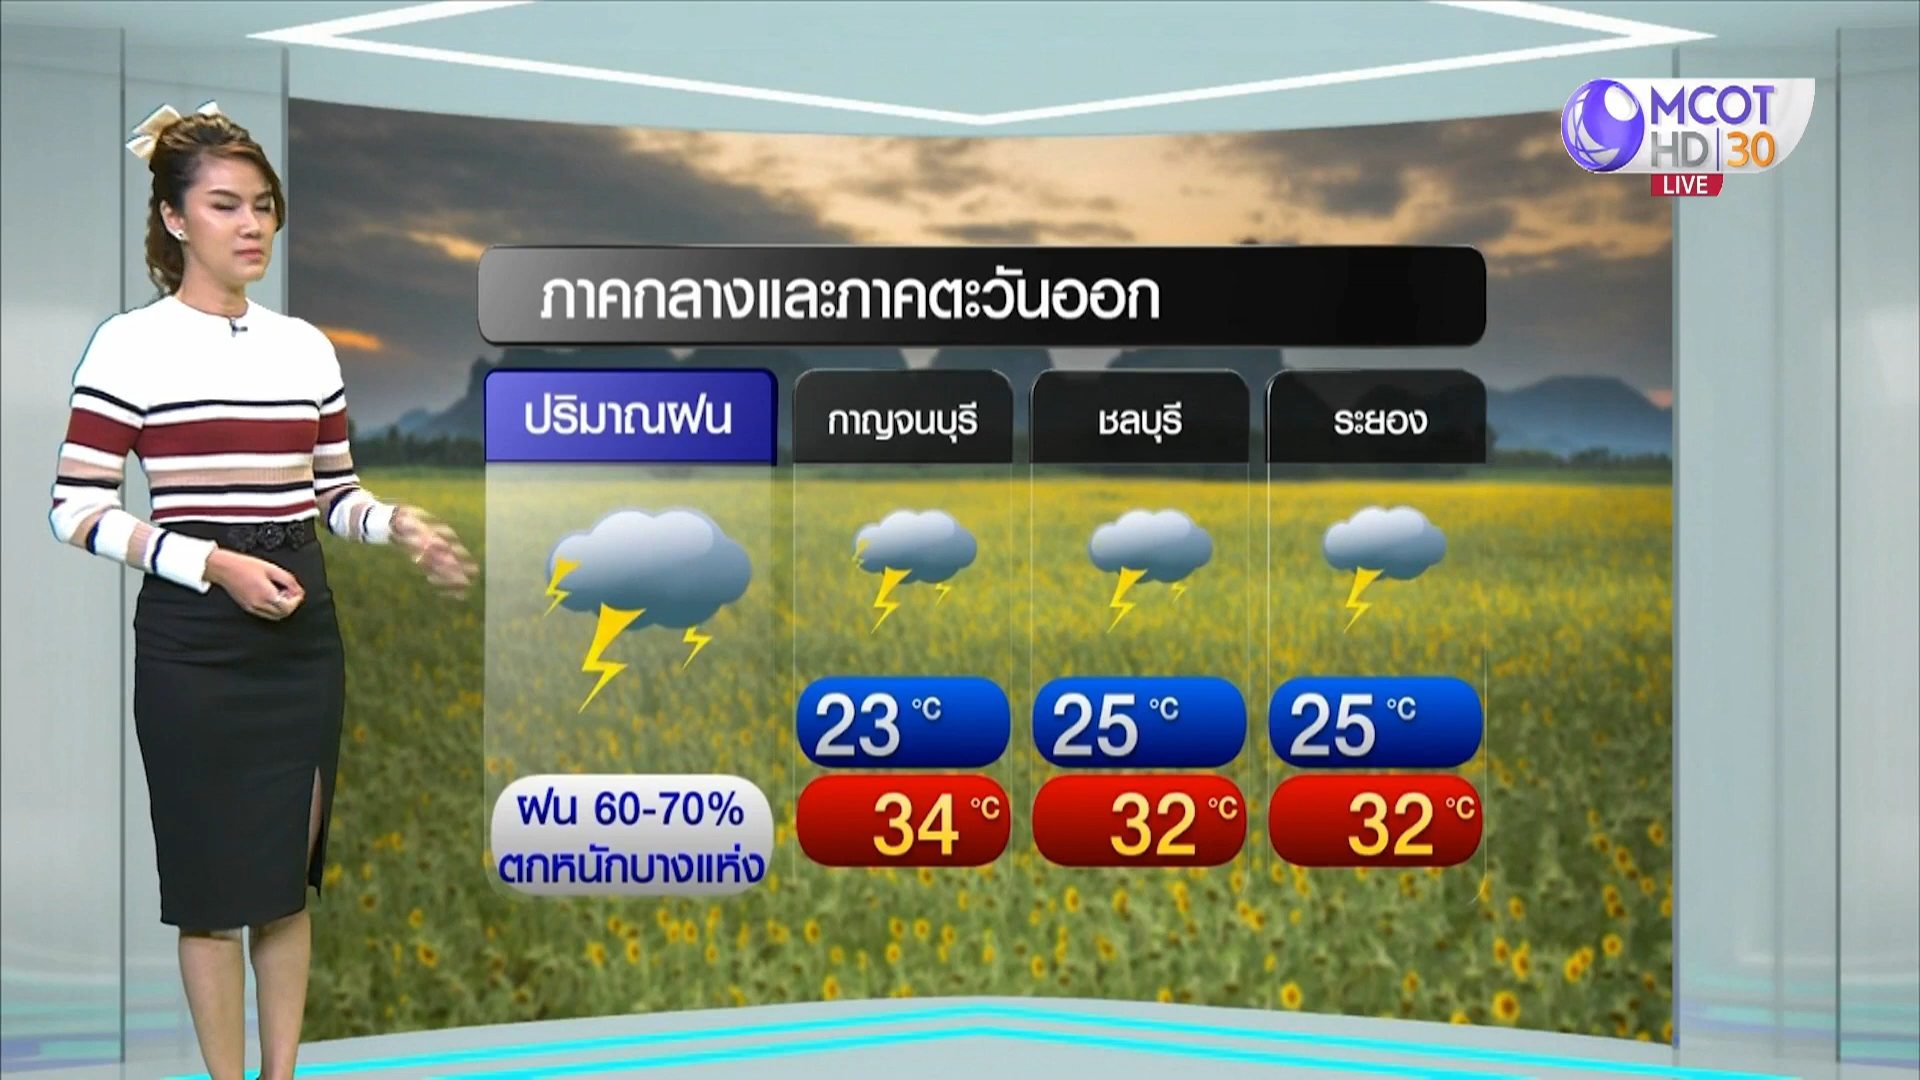 MCOT
HD 30
LIVE
ภาคกลางและภาคตะวันออก
ปริมาณฝน
กาญจนบุรี
ชลบุรี
ระยอง
23 °C
25 °C
25 °C
34 °C
32 °C
32 °C
ฝน 60-70%
ตกหนักบางแห่ง